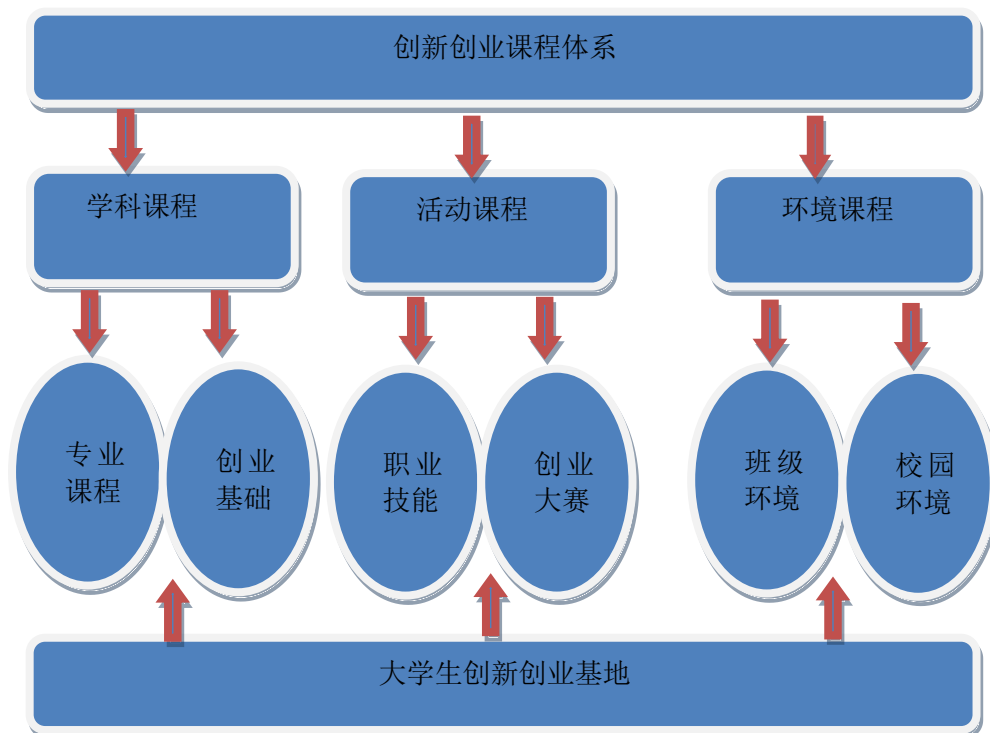 创新创业课程体系
学科课程
活动课程
环境课程
专业
课程
创业
基础
职业
技能
创业
大赛
班级
环境
校园
环境
大学生创新创业基地